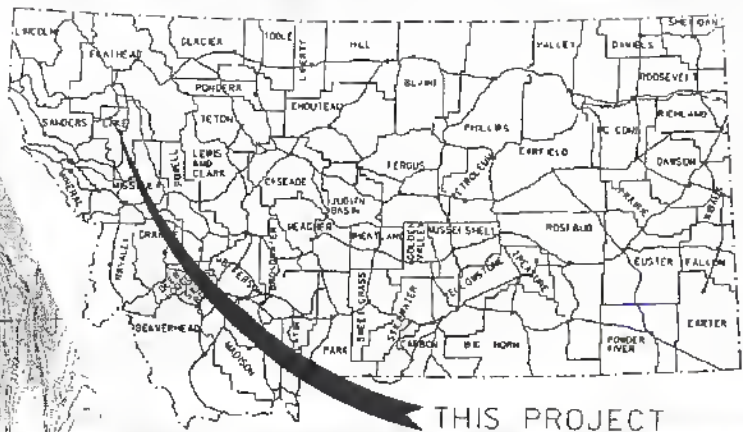 LINCOLN
FLATHEAD
GLACIER
TOOLE
LIBERTY
HILL
BLAINE
VALLEY
DANIELS
SHERIDAN
ROOSEVELT
PONDERA
CHOUTEAU
PHILLIPS
RICHLAND
SANDERS
LAKE
TETON
MC CONE
DAWSON
LEWIS
AND
CLARK
POWELL
CASCADE
FERGUS
PETROLEUM
GARFIELD
PRAIRIE
WIBAUX
MINERAL
MISSOULA
JUDITH
BASIN
MEAGHER
WHEATLAND
GOLDEN
VALLEY
MUSSELSHELL
ROSEBUD
RAVALLI
JEFFERSON
BROADWATER
TREASURE
CUSTER
FALLON
YELLOWSTONE
SWEETGRASS
STILLWATER
BEAVERHEAD
MADISON
PARK
CARBON
BIG HORN
POWDER
RIVER
CARTER
THIS PROJECT